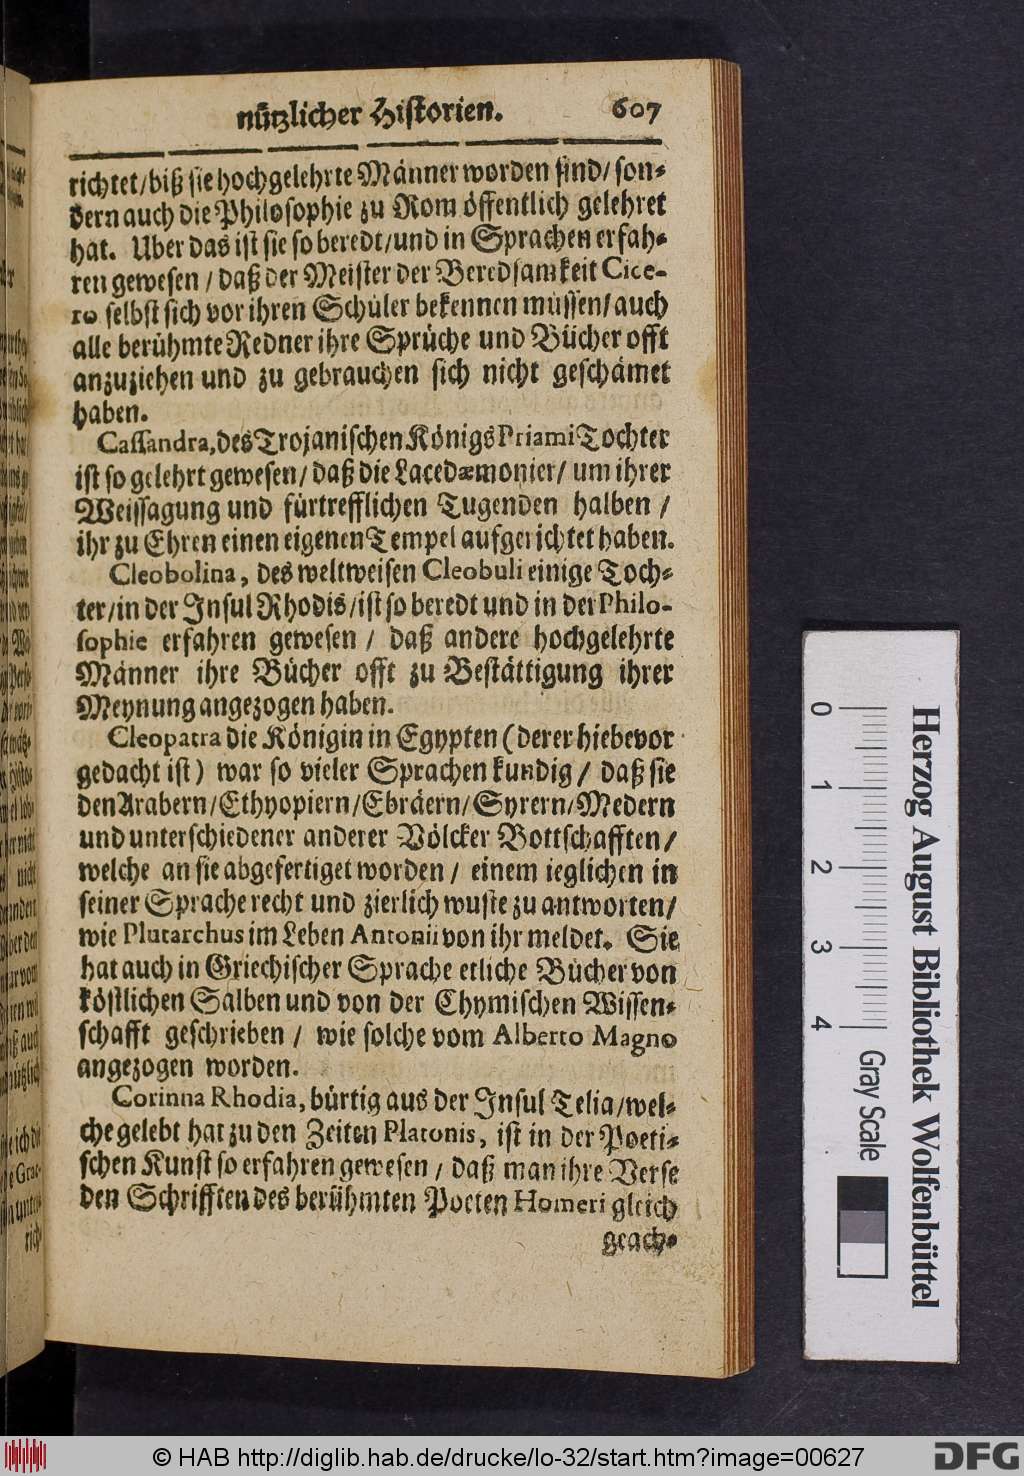 nützlicher Historien. 607
richtet/biß sie hochgelehrte Männer worden sind/ son-
dern auch die Philosophie zu Rom öffentlich gelehret
hat. Uber das ist sie so beredt/und in Sprachen erfah-
ren gewesen / daß der Meister der Beredsamkeit Cice-
ro selbst sich vor ihren Schüler bekennen müssen/ auch
alle berühmte Redner ihre Sprüche und Bücher offt
anzuziehen und zu gebrauchen sich nicht geschämet
haben.
Cassandra, des Trojanischen Königs Priami Tochter
ist so gelehrt gewesen / daß die Lacedæmonier/ um ihrer
Weissagung und fürtrefflichen Tugenden halben /
ihr zu Ehren einen eigenen Tempel aufgerichtet haben.
Cleobolina, des weltweisen Cleobuli einige Toch-
ter/in der Insul Rhodis/ist so beredt und in der Philo-
sophie erfahren gewesen / daß andere hochgelehrte
Männer ihre Bücher offt zu Bestättigung ihrer
Meynung angezogen haben.
Cleopatra die Königin in Egypten (derer hiebevor
gedacht ist) war so vieler Sprachen kundig / daß sie
den Arabern/Ethyopiern/Ebräern/Syrern/Medern
und unterschiedener anderer Völcker Bottschafften/
welche an sie abgefertiget worden / einem ieglichen in
seiner Sprache recht und zierlich wuste zu antworten/
wie Plutarchus im Leben Antonii von ihr meldet. Sie
hat auch in Griechischer Sprache etliche Bücher von
köstlichen Salben und von der Chymischen Wissen-
schafft geschrieben / wie solche vom Alberto Magno
angezogen worden.
Corinna Rhodia, bürtig aus der Insul Telia/wel-
che gelebt hat zu den Zeiten Platonis, ist in der Poeti-
schen Kunst so erfahren gewesen / daß man ihre Verse
den Schrifften des berühmten Poeten Homeri gleich
geach-
0 1 2 3 4
Gray Scale
Herzog August Bibliothek Wolfenbüttel
© HAB http://diglib.hab.de/drucke/lo-32/start.htm?image=00627
DFG